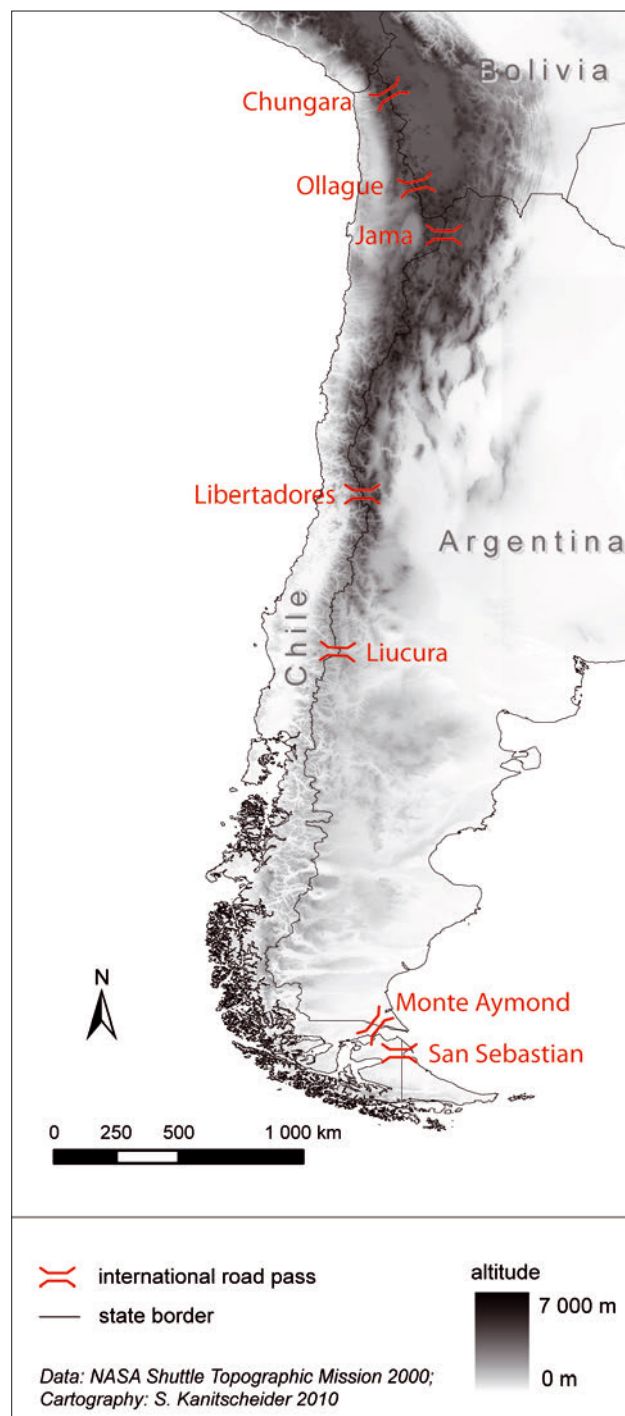 Bolivia
Chungara
Ollague
Jama
Libertadores
Argentina
Chile
Liucura
N
Monte Aymond
San Sebastian
0 250 500 1 000 km
international road pass
state border
altitude
7 000 m
0 m
Data: NASA Shuttle Topographic Mission 2000;
Cartography: S. Kanitscheider 2010